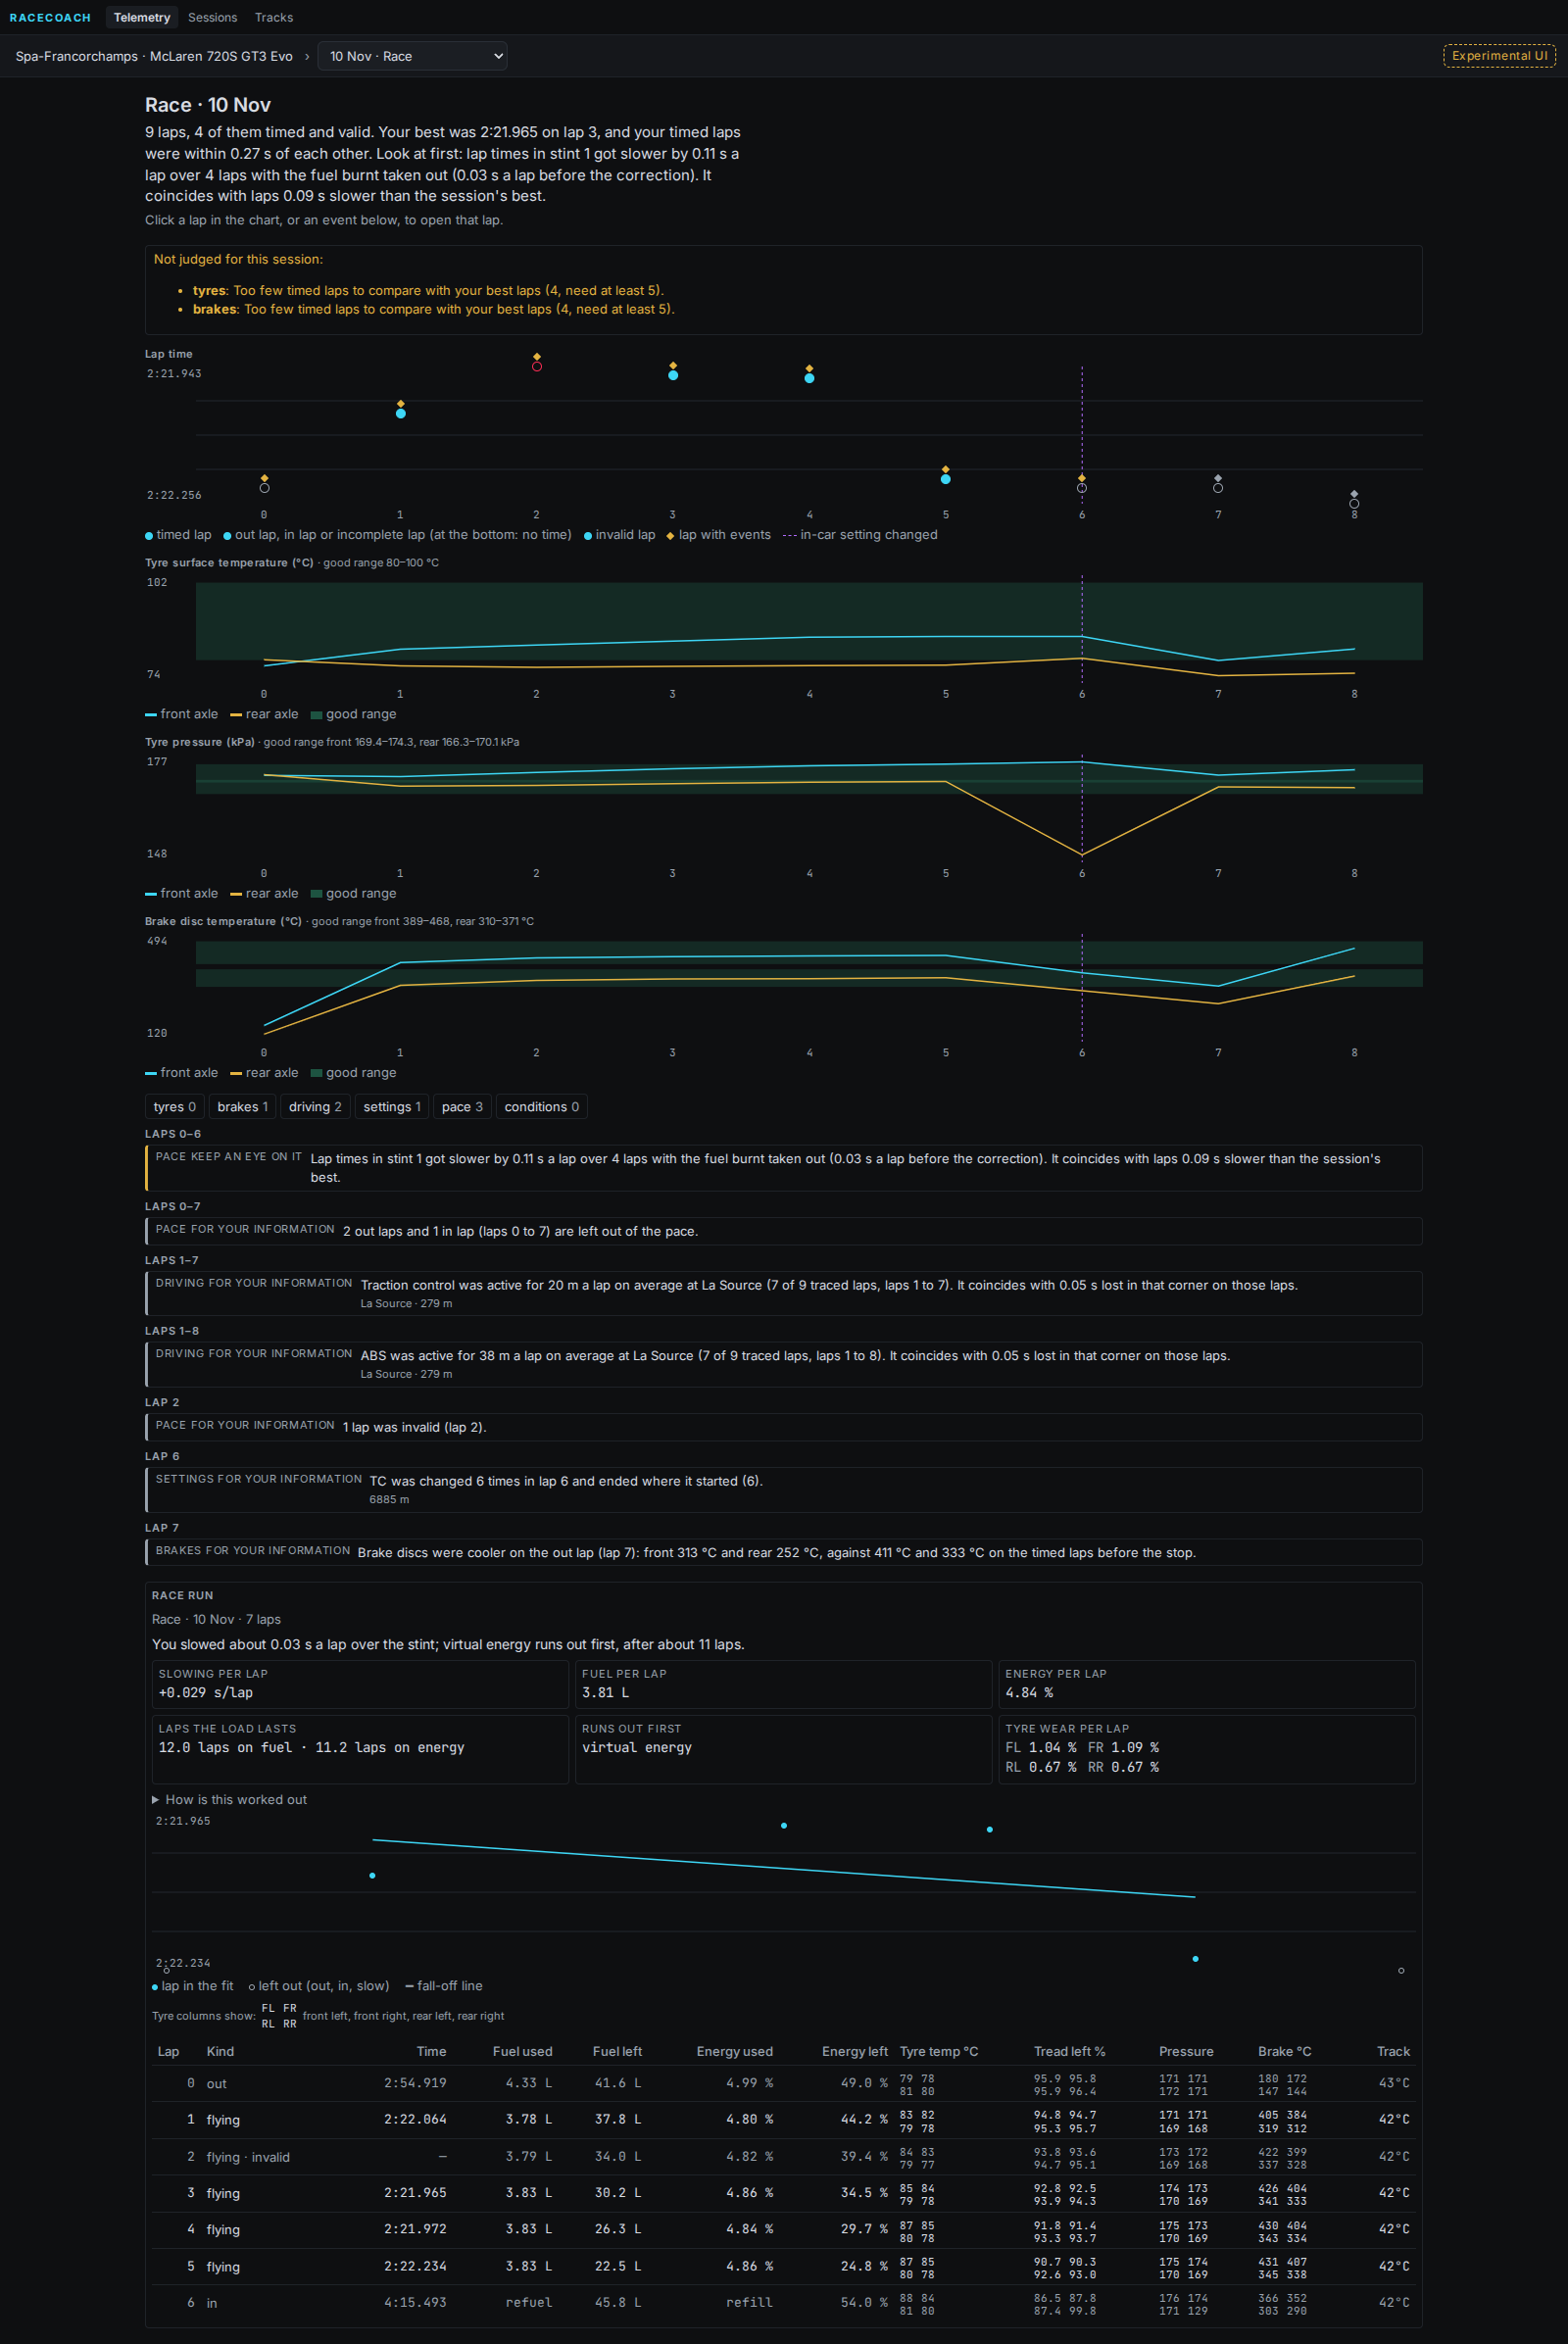 RACECOACH Telemetry Sessions Tracks
Spa-Francorchamps · McLaren 720S GT3 Evo › 10 Nov · Race Experimental UI
Race · 10 Nov
9 laps, 4 of them timed and valid. Your best was 2:21.965 on lap 3, and your timed laps
were within 0.27 s of each other. Look at first: lap times in stint 1 got slower by 0.11 s a
lap over 4 laps with the fuel burnt taken out (0.03 s a lap before the correction). It
coincides with laps 0.09 s slower than the session's best.
Click a lap in the chart, or an event below, to open that lap.
Not judged for this session:
• tyres: Too few timed laps to compare with your best laps (4, need at least 5).
• brakes: Too few timed laps to compare with your best laps (4, need at least 5).
Lap time
2:21.943
2:22.256
0 1 2 3 4 5 6 7 8
timed lap out lap, in lap or incomplete lap (at the bottom: no time) invalid lap lap with events in-car setting changed
Tyre surface temperature (°C) · good range 80–100 °C
102
74
0 1 2 3 4 5 6 7 8
front axle rear axle good range
Tyre pressure (kPa) · good range front 169.4–174.3, rear 166.3–170.1 kPa
177
148
0 1 2 3 4 5 6 7 8
front axle rear axle good range
Brake disc temperature (°C) · good range front 389–468, rear 310–371 °C
494
120
0 1 2 3 4 5 6 7 8
front axle rear axle good range
tyres 0 brakes 1 driving 2 settings 1 pace 3 conditions 0
LAPS 0–6
PACE KEEP AN EYE ON IT Lap times in stint 1 got slower by 0.11 s a lap over 4 laps with the fuel burnt taken out (0.03 s a lap before the correction). It coincides with laps 0.09 s slower than the session's
best.
LAPS 0–7
PACE FOR YOUR INFORMATION 2 out laps and 1 in lap (laps 0 to 7) are left out of the pace.
LAPS 1–7
DRIVING FOR YOUR INFORMATION Traction control was active for 20 m a lap on average at La Source (7 of 9 traced laps, laps 1 to 7). It coincides with 0.05 s lost in that corner on those laps.
La Source · 279 m
LAPS 1–8
DRIVING FOR YOUR INFORMATION ABS was active for 38 m a lap on average at La Source (7 of 9 traced laps, laps 1 to 8). It coincides with 0.05 s lost in that corner on those laps.
La Source · 279 m
LAP 2
PACE FOR YOUR INFORMATION 1 lap was invalid (lap 2).
LAP 6
SETTINGS FOR YOUR INFORMATION TC was changed 6 times in lap 6 and ended where it started (6).
6885 m
LAP 7
BRAKES FOR YOUR INFORMATION Brake discs were cooler on the out lap (lap 7): front 313 °C and rear 252 °C, against 411 °C and 333 °C on the timed laps before the stop.
RACE RUN
Race · 10 Nov · 7 laps
You slowed about 0.03 s a lap over the stint; virtual energy runs out first, after about 11 laps.
SLOWING PER LAP FUEL PER LAP ENERGY PER LAP
+0.029 s/lap 3.81 L 4.84 %
LAPS THE LOAD LASTS RUNS OUT FIRST TYRE WEAR PER LAP
12.0 laps on fuel · 11.2 laps on energy virtual energy FL 1.04 % FR 1.09 %
RL 0.67 % RR 0.67 %
▶ How is this worked out
2:21.965
2:22.234
lap in the fit left out (out, in, slow) fall-off line
Tyre columns show: FL FR front left, front right, rear left, rear right
RL RR
Lap Kind Time Fuel used Fuel left Energy used Energy left Tyre temp °C Tread left % Pressure Brake °C Track
0 out 2:54.919 4.33 L 41.6 L 4.99 % 49.0 % 79 78 95.9 95.8 171 171 180 172 43°C
81 80 95.9 96.4 172 171 147 144
1 flying 2:22.064 3.78 L 37.8 L 4.80 % 44.2 % 83 82 94.8 94.7 171 171 405 384 42°C
79 78 95.3 95.7 169 168 319 312
2 flying · invalid — 3.79 L 34.0 L 4.82 % 39.4 % 84 83 93.8 93.6 173 172 422 399 42°C
79 77 94.7 95.1 169 168 337 328
3 flying 2:21.965 3.83 L 30.2 L 4.86 % 34.5 % 85 84 92.8 92.5 174 173 426 404 42°C
79 78 93.9 94.3 170 169 341 333
4 flying 2:21.972 3.83 L 26.3 L 4.84 % 29.7 % 87 85 91.8 91.4 175 173 430 404 42°C
80 78 93.3 93.7 170 169 343 334
5 flying 2:22.234 3.83 L 22.5 L 4.86 % 24.8 % 87 85 90.7 90.3 175 174 431 407 42°C
80 78 92.6 93.0 170 169 345 338
6 in 4:15.493 refuel 45.8 L refill 54.0 % 88 84 86.5 87.8 176 174 366 352 42°C
81 80 87.4 99.8 171 129 303 290